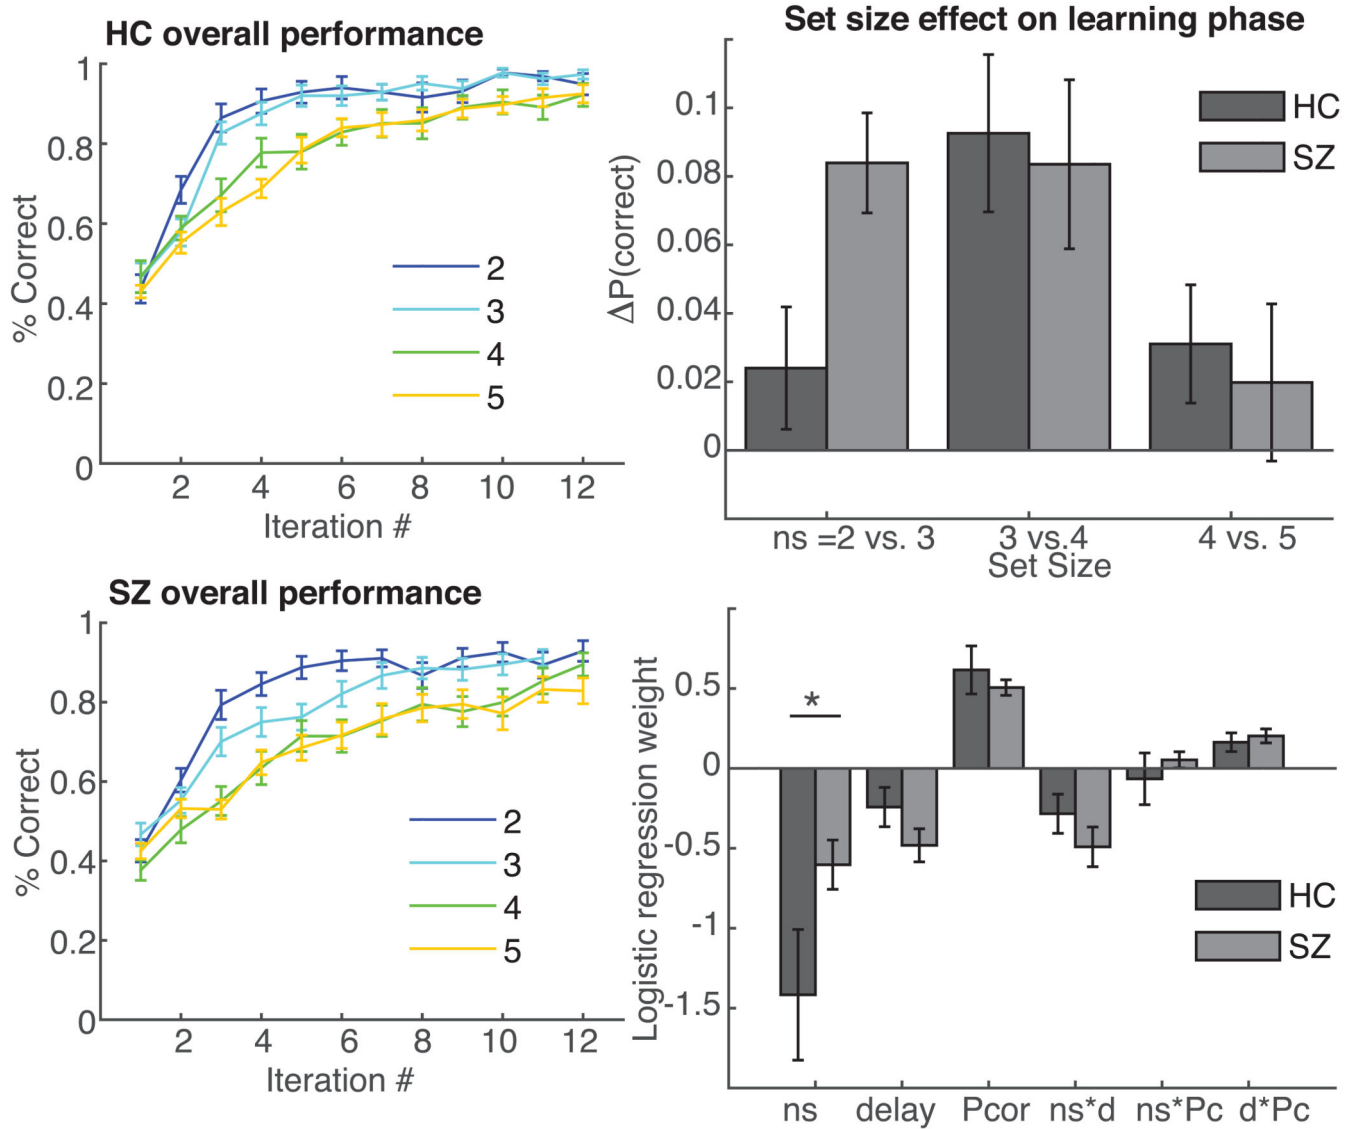 HC overall performance
1
0.8
0.6
0.4
0.2
0
% Correct
2
3
4
5
2 4 6 8 10 12
Iteration #
Set size effect on learning phase
0.1
0.08
0.06
0.04
0.02
0
ΔP(correct)
HC
SZ
ns =2 vs. 3 3 vs.4 4 vs. 5
Set Size
SZ overall performance
1
0.8
0.6
0.4
0.2
0
% Correct
2
3
4
5
2 4 6 8 10 12
Iteration #
0.5
0
-0.5
-1
-1.5
Logistic regression weight
*
HC
SZ
ns delay Pcor ns*d ns*Pc d*Pc